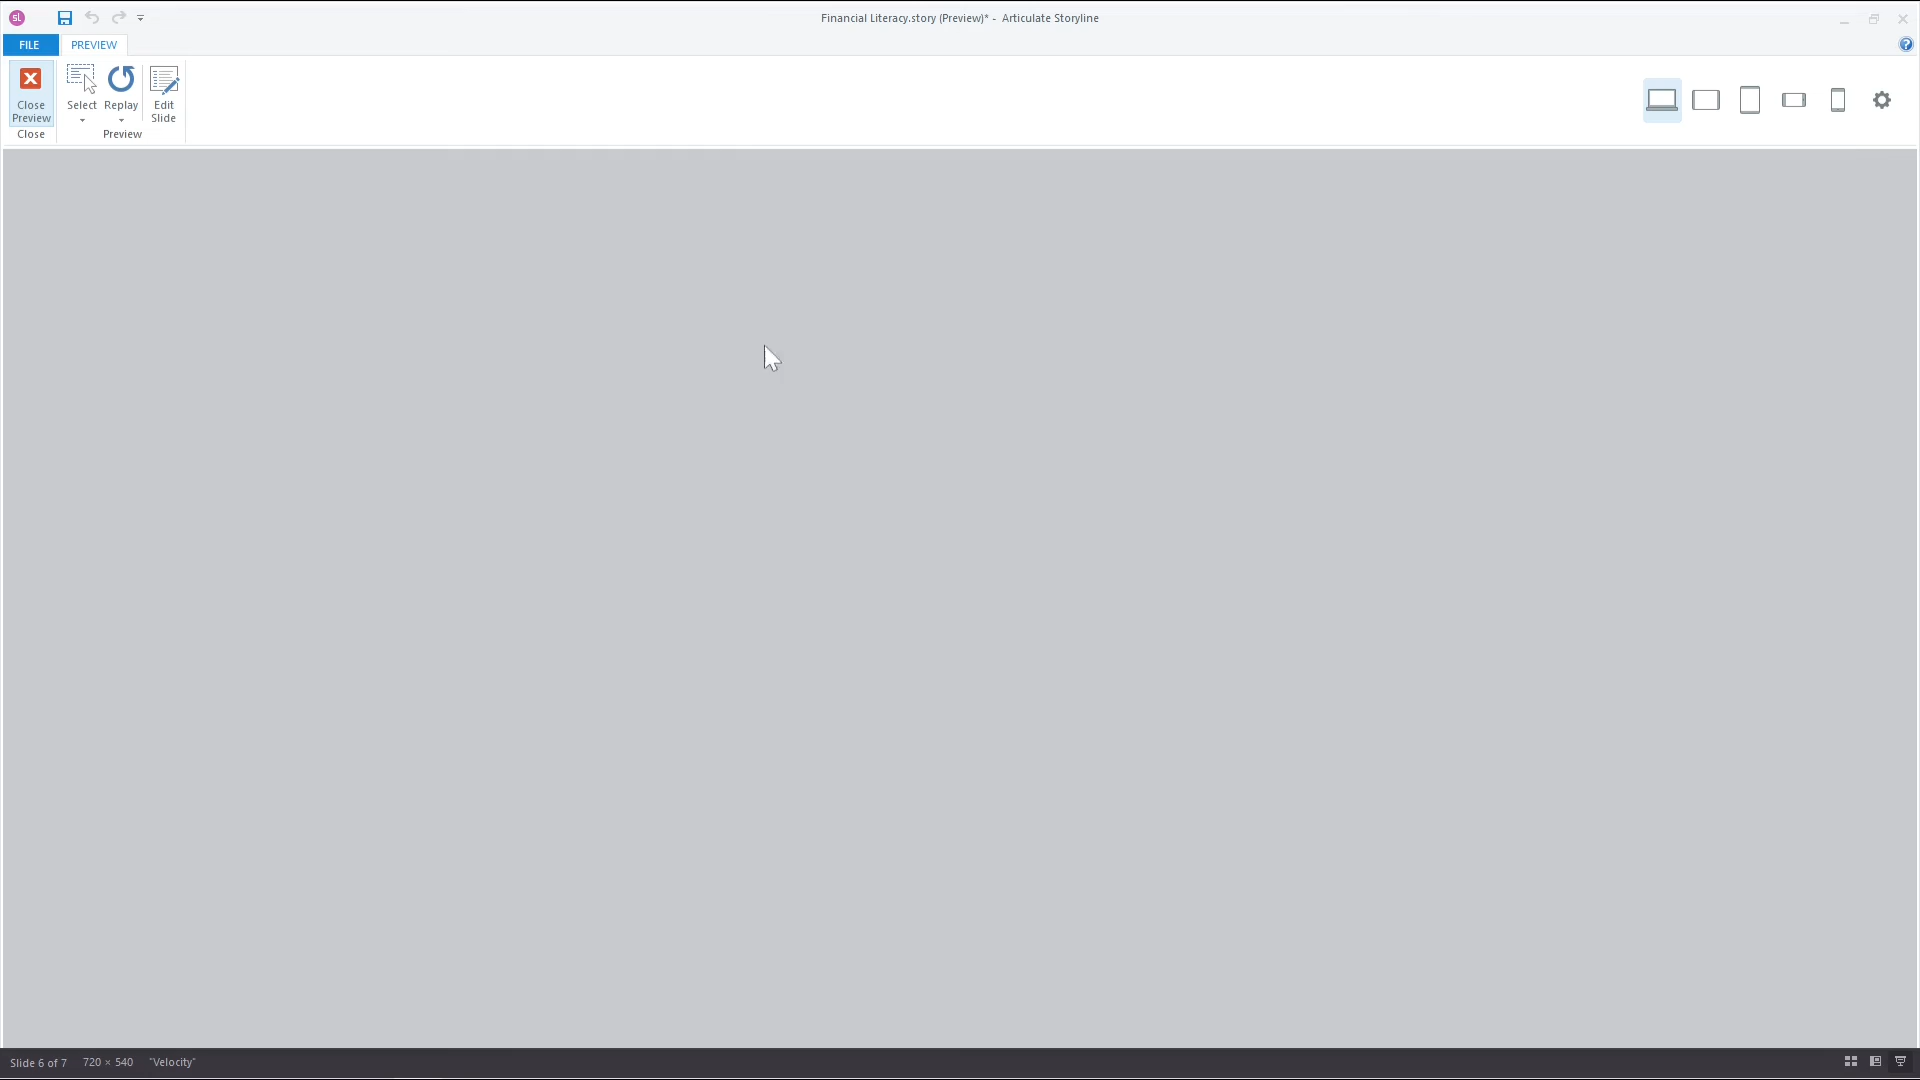 sl
Financial Literacy.story (Preview)* - Articulate Storyline
FILE
PREVIEW
?
Close Preview
Select
Replay
Edit Slide
Close
Preview
Slide 6 of 7
720 × 540
"Velocity"